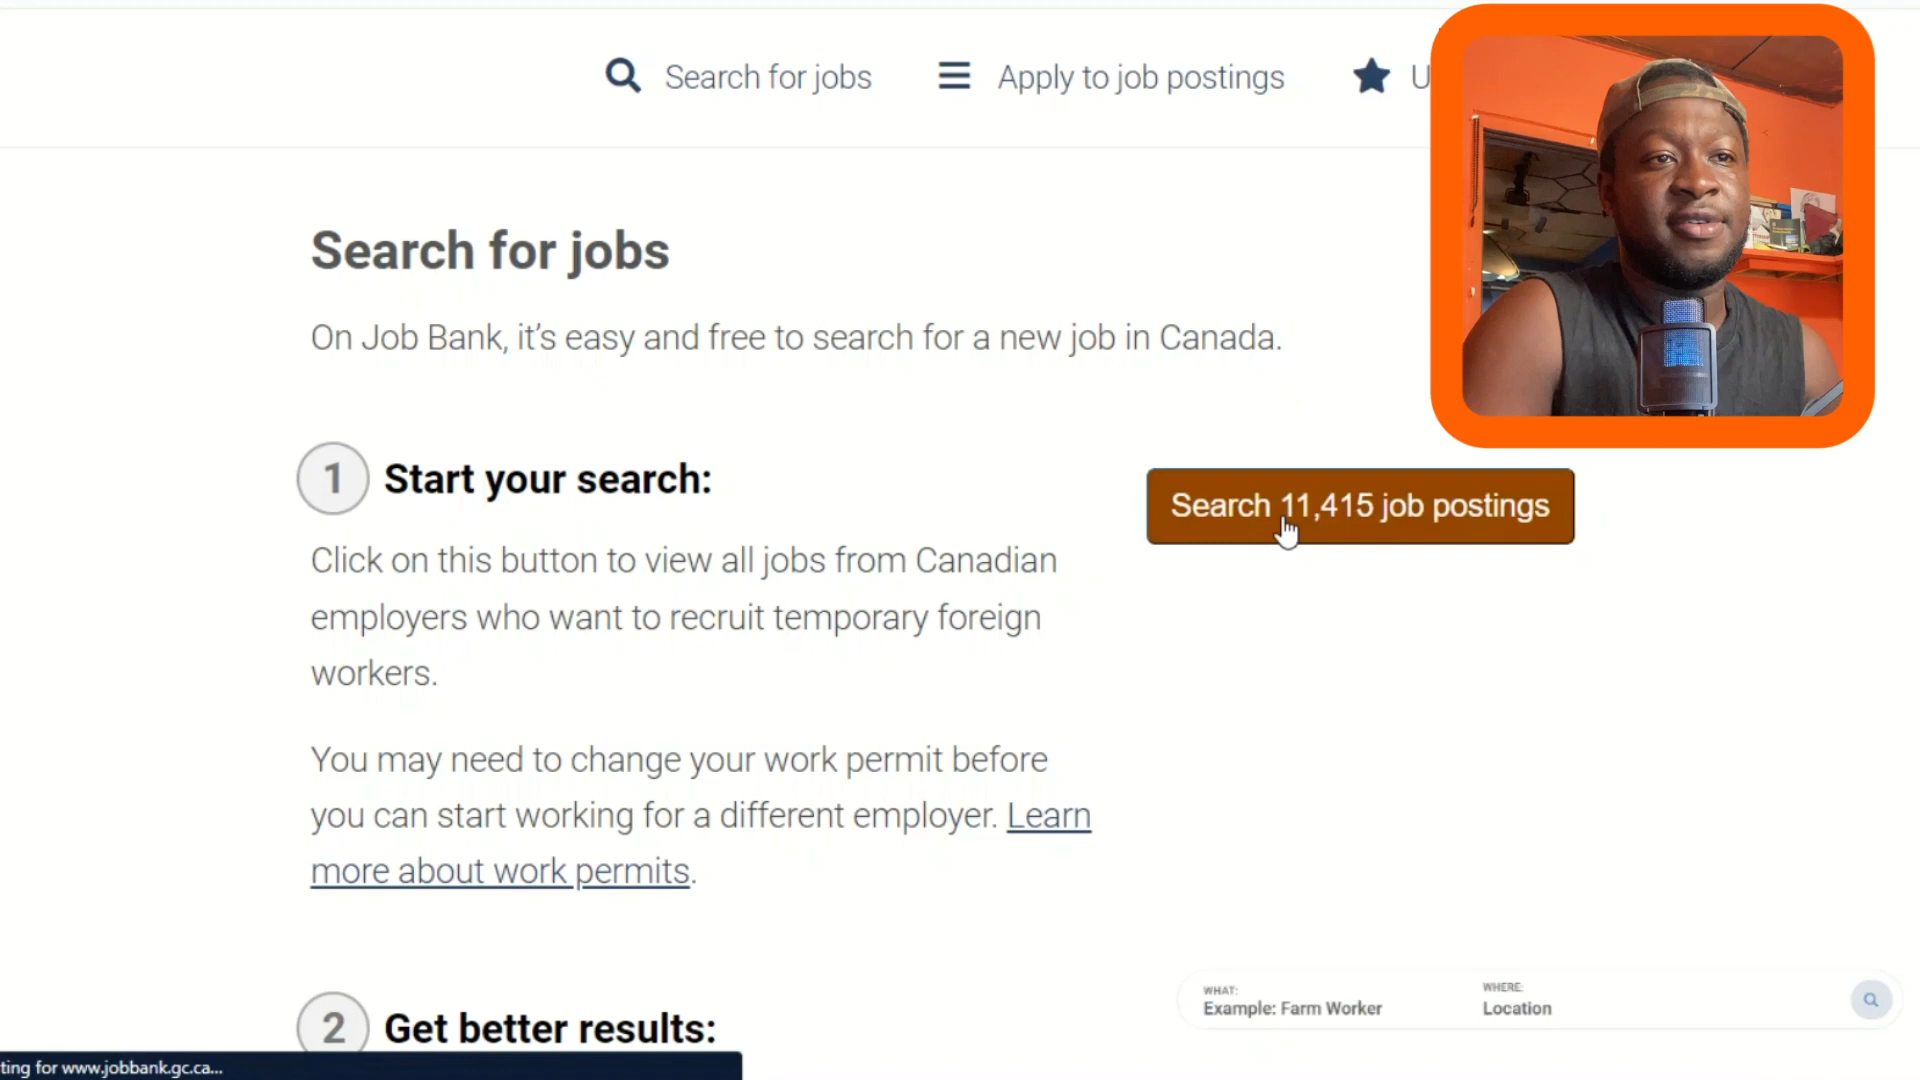 Search for jobs
Apply to job postings
U
Search for jobs
On Job Bank, it’s easy and free to search for a new job in Canada.
1
Start your search:
Search 11,415 job postings
Click on this button to view all jobs from Canadian
employers who want to recruit temporary foreign
workers.
You may need to change your work permit before
you can start working for a different employer. Learn
more about work permits.
2
Get better results:
WHAT:
Example: Farm Worker
WHERE:
Location
ting for www.jobbank.gc.ca...